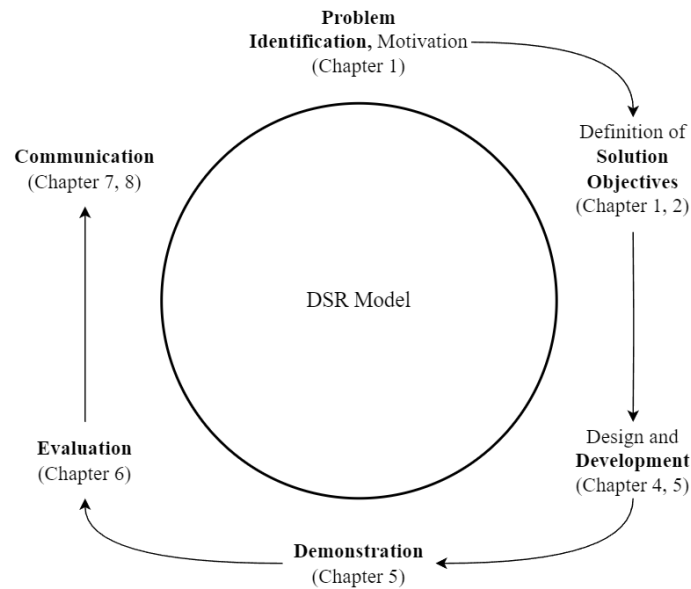 Problem
Identification, Motivation
(Chapter 1)
Definition of
Solution
Objectives
(Chapter 1, 2)
Communication
(Chapter 7, 8)
DSR Model
Design and
Development
(Chapter 4, 5)
Evaluation
(Chapter 6)
Demonstration
(Chapter 5)